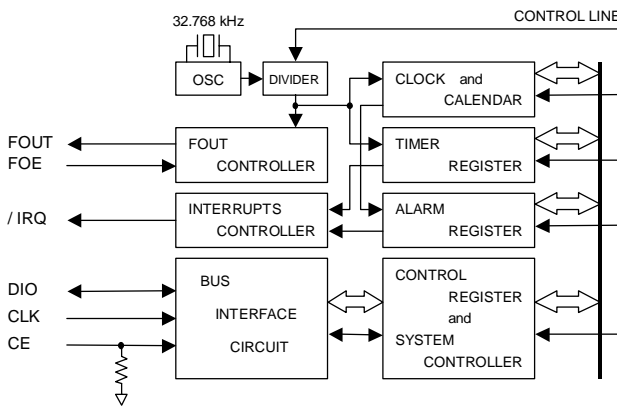 32.768 kHz
CONTROL LINE
OSC
DIVIDER
CLOCK and
CALENDAR
FOUT
FOE
FOUT
CONTROLLER
TIMER
REGISTER
/ IRQ
INTERRUPTS
CONTROLLER
ALARM
REGISTER
DIO
CLK
CE
BUS
INTERFACE
CIRCUIT
CONTROL
REGISTER
and
SYSTEM
CONTROLLER